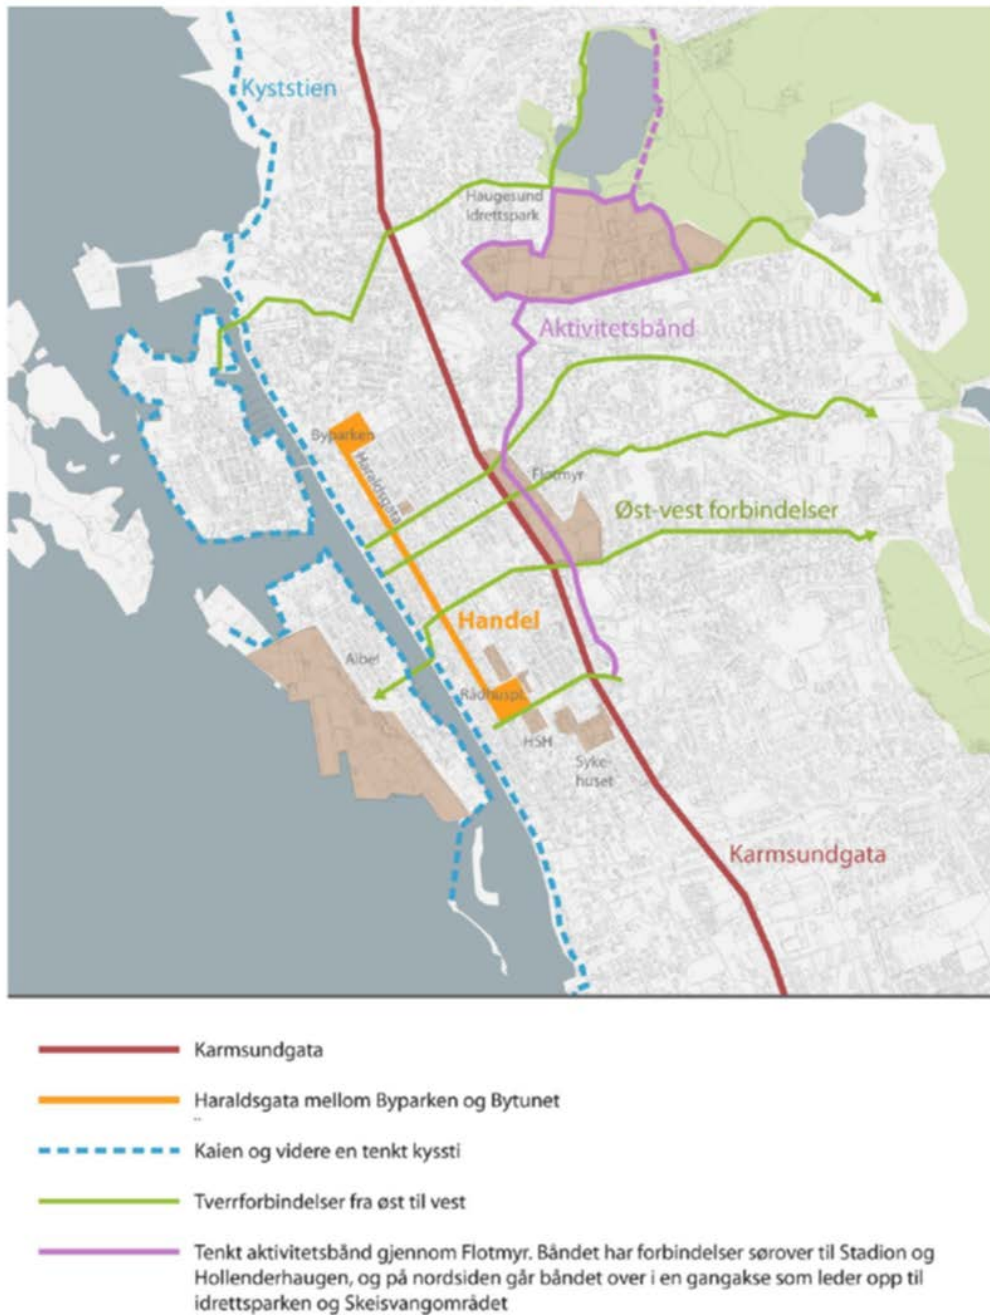 Kyststien
Haugesund
Idrettspark
Aktivitetsbånd
Byparken
Haraldsgata
Flotmyr
Øst-vest forbindelser
Handel
Aibel
Rådhuspl.
HSH
Syke-
huset
Karmsundgata
Karmsundgata
Haraldsgata mellom Byparken og Bytunet
Kaien og videre en tenkt kyssti
Tverrforbindelser fra øst til vest
Tenkt aktivitetsbånd gjennom Flotmyr. Båndet har forbindelser sørover til Stadion og
Hollenderhaugen, og på nordsiden går båndet over i en gangakse som leder opp til
idrettsparken og Skeisvangområdet